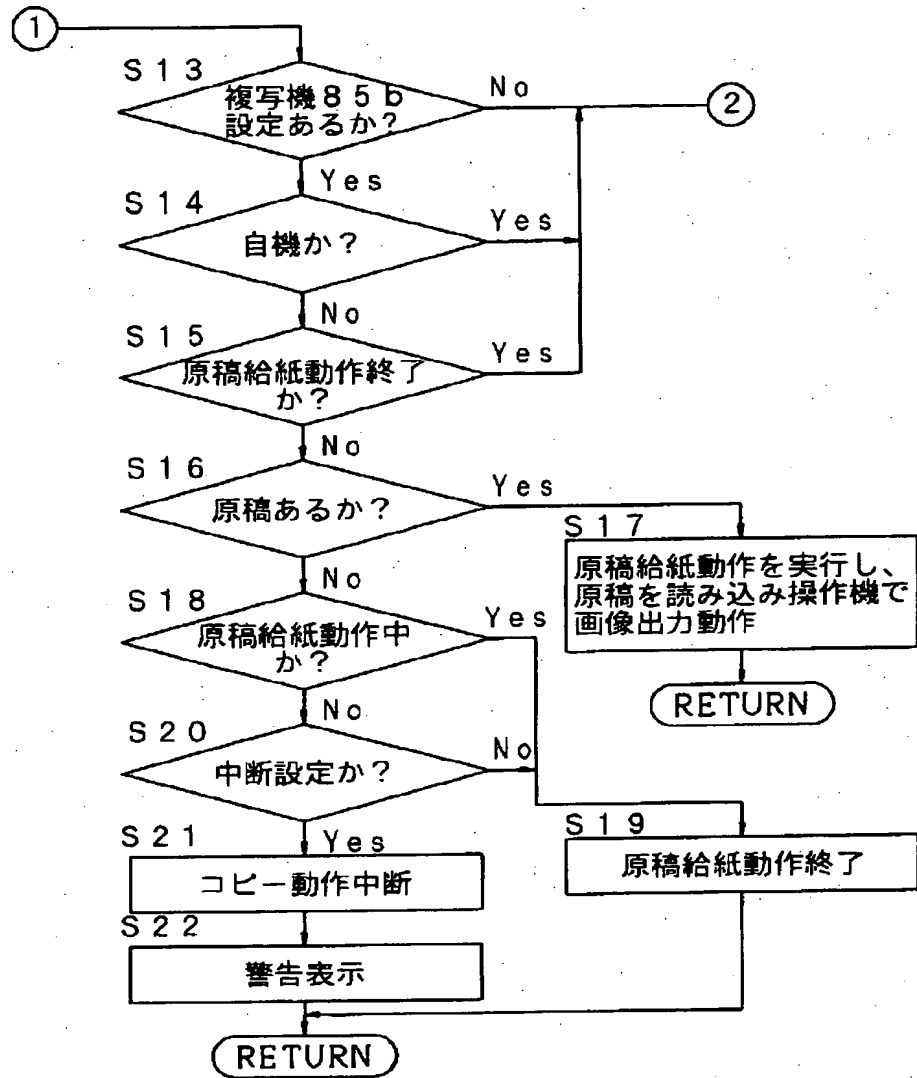 1
S13
複写機85b
設定あるか?
No
2
Yes
S14
自機か?
Yes
No
S15
原稿給紙動作終了
か?
Yes
No
S16
原稿あるか?
Yes
S17
原稿給紙動作を実行し、
原稿を読み込み操作機で
画像出力動作
RETURN
No
S18
原稿給紙動作中
か?
Yes
No
S20
中断設定か?
No
Yes
S19
原稿給紙動作終了
S21
コピー動作中断
S22
警告表示
RETURN